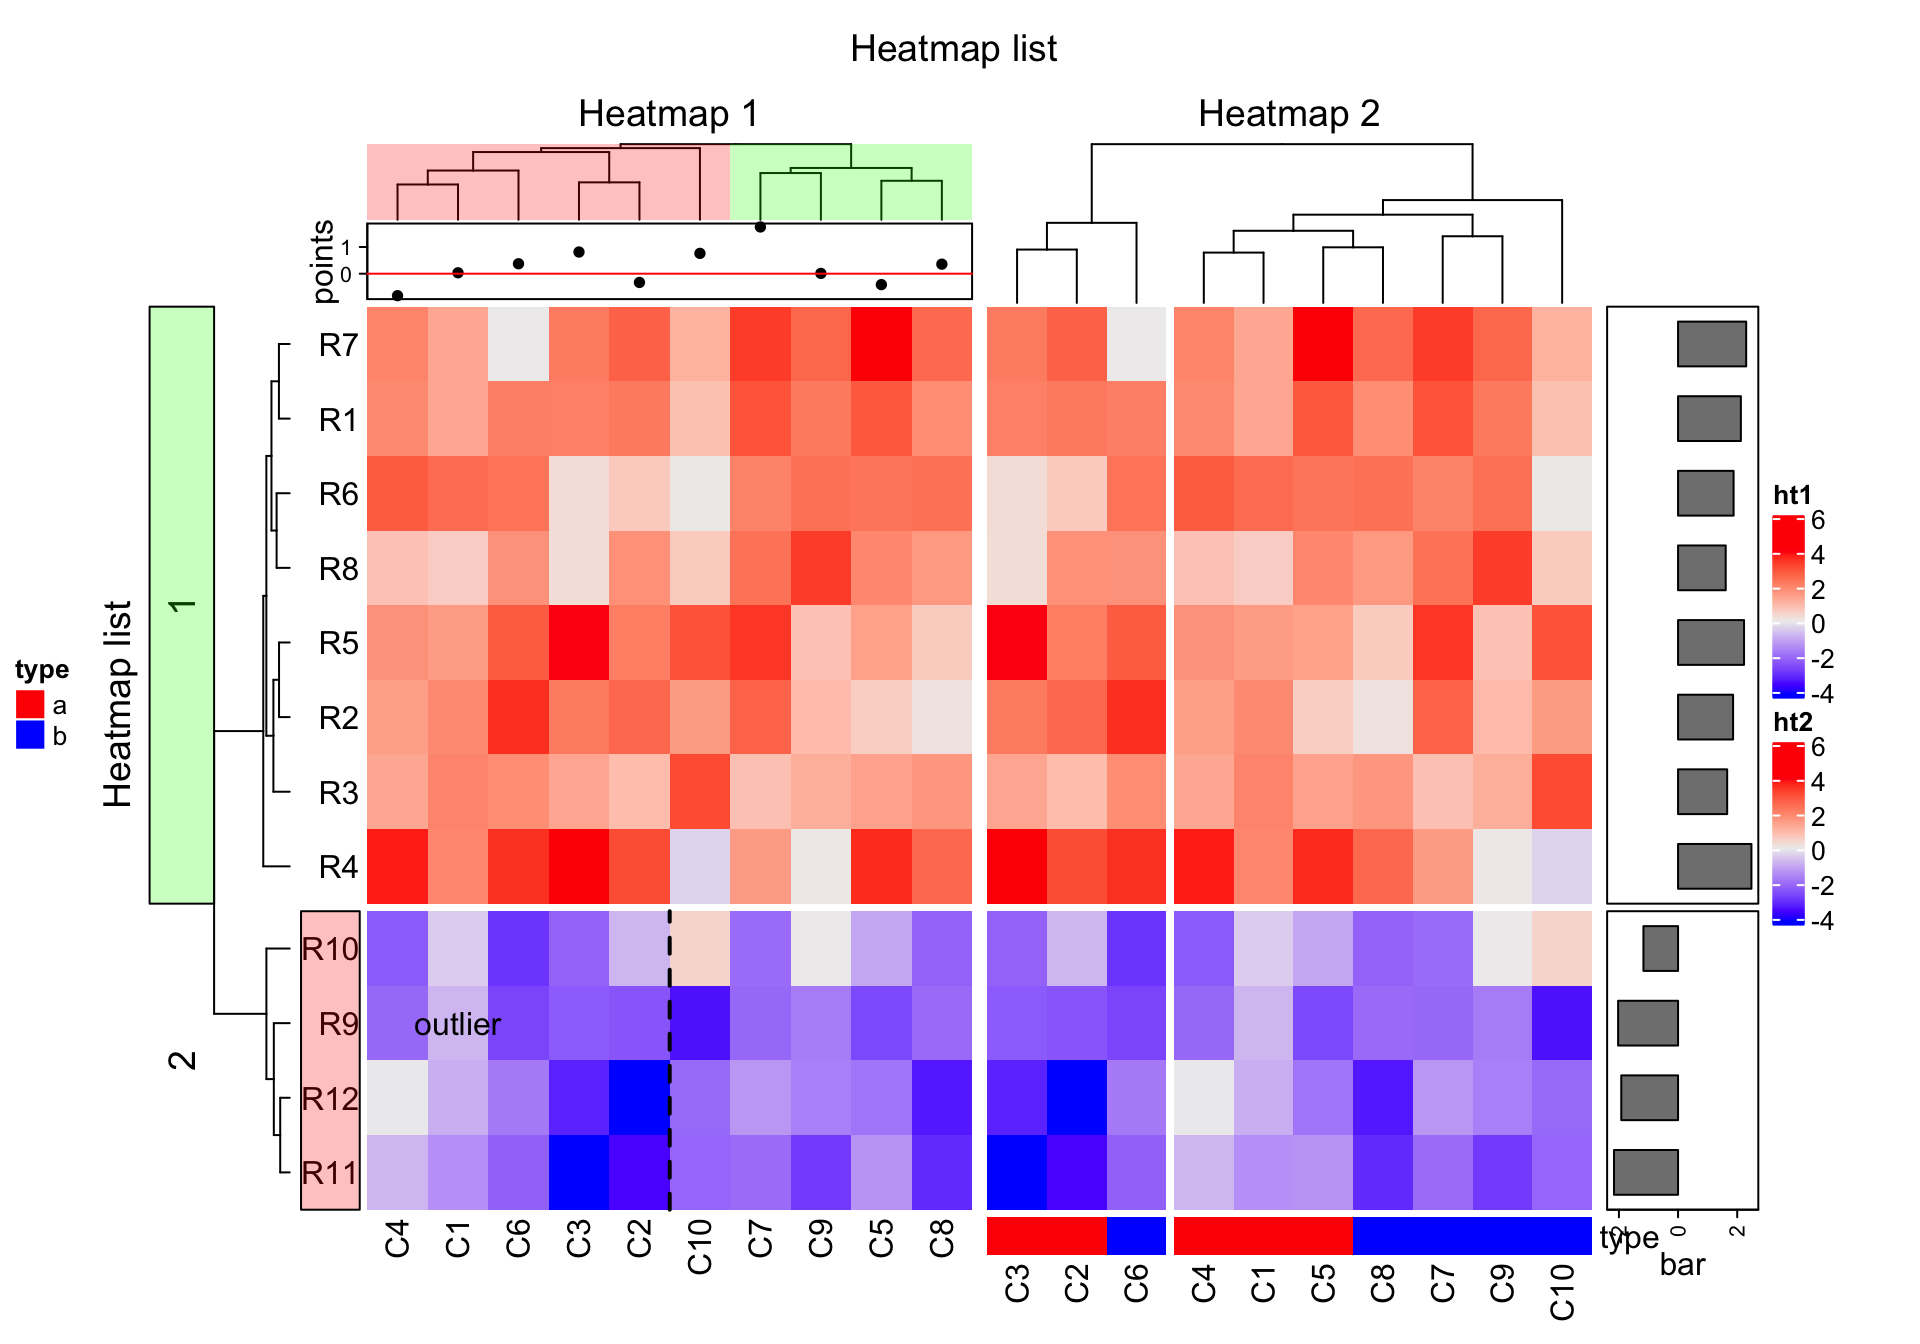 Heatmap list
Heatmap 1
Heatmap 2
points
1
0
Heatmap list
1
2
R7
R1
R6
R8
R5
R2
R3
R4
R10
R9
R12
R11
outlier
type
a
b
ht1
6
4
2
0
-2
-4
ht2
6
4
2
0
-2
-4
C4 C1 C6 C3 C2 C10 C7 C9 C5 C8
type
-2 0 2
bar
C3 C2 C6 C4 C1 C5 C8 C7 C9 C10